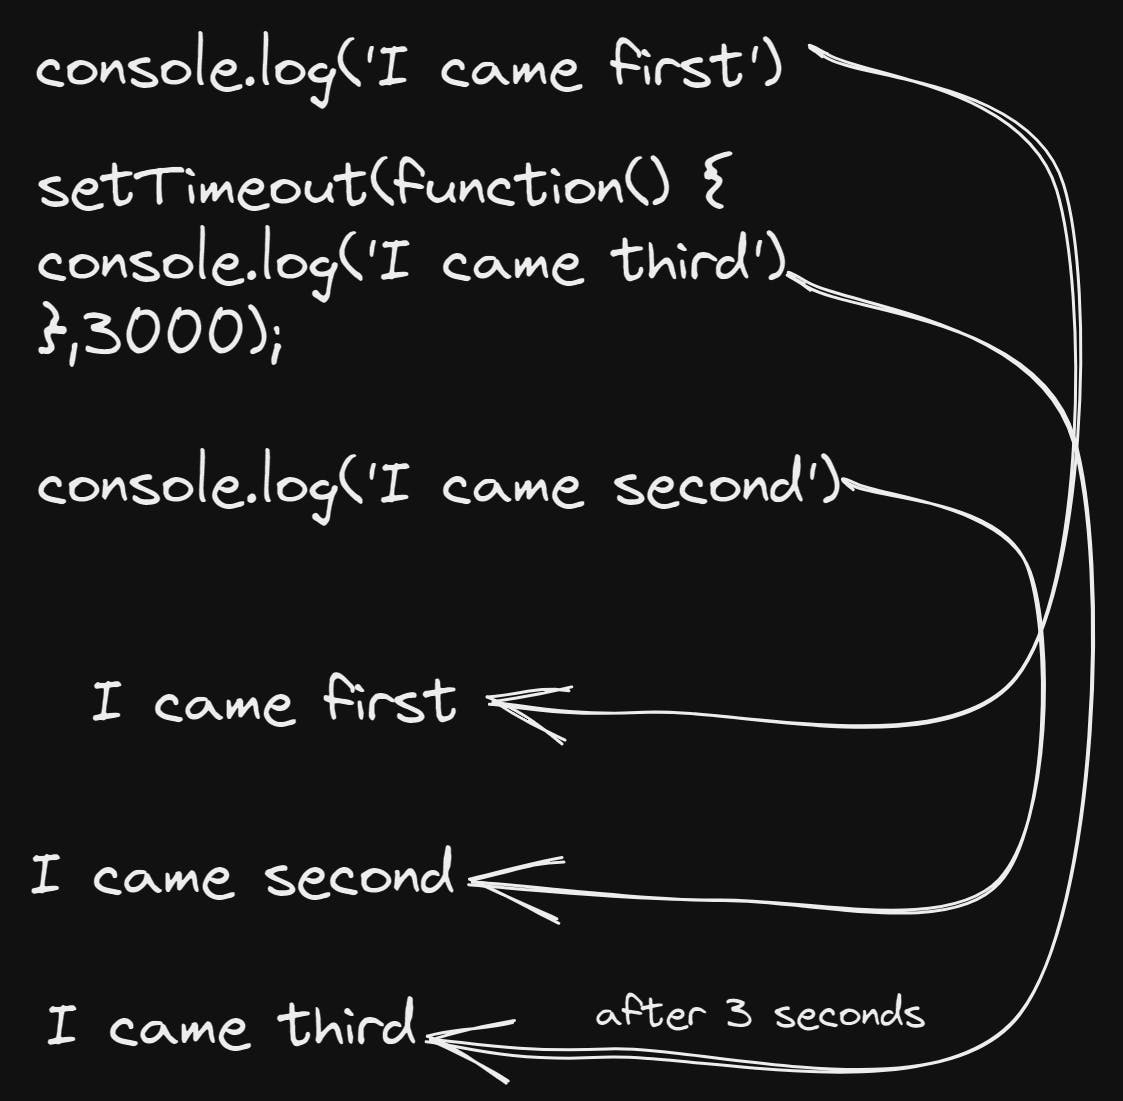 console.log('I came first')
setTimeout(function() {
console.log('I came third')
},3000);
console.log('I came second')
I came first
I came second
I came third
after 3 seconds